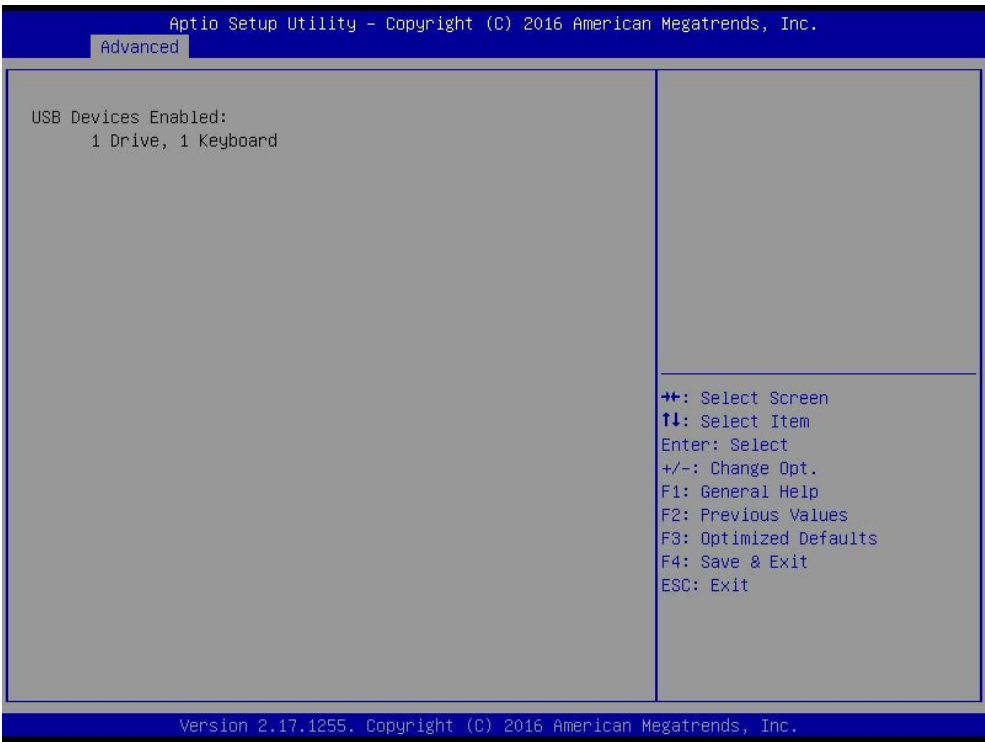 Aptio Setup Utility – Copyright (C) 2016 American Megatrends, Inc.
Advanced
USB Devices Enabled:
1 Drive, 1 Keyboard
→←: Select Screen
↑↓: Select Item
Enter: Select
+/-: Change Opt.
F1: General Help
F2: Previous Values
F3: Optimized Defaults
F4: Save & Exit
ESC: Exit
Version 2.17.1255. Copyright (C) 2016 American Megatrends, Inc.